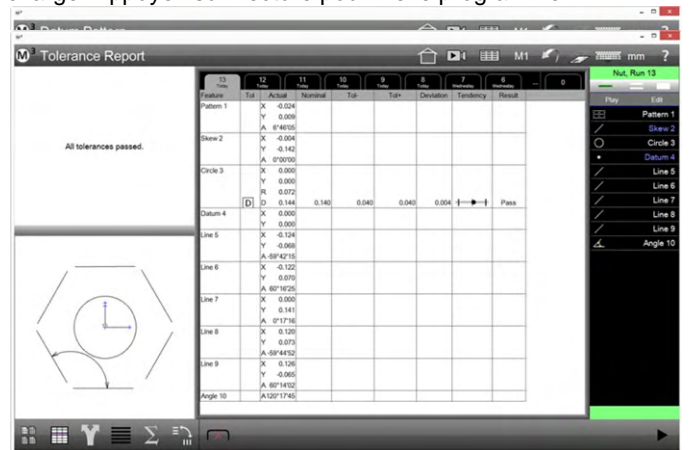 M³ Tolerance Report
M1
mm
?
13 Today
12 Today
11 Today
10 Today
9 Today
8 Today
7 Wednesday
6 Wednesday
...
0
Nut, Run 13
Play Edit
All tolerances passed.
Feature Tol Actual Nominal Tol- Tol+ Deviation Tendency Result
Pattern 1 X -0.024
Y 0.009
A 6°46'05
Skew 2 X -0.004
Y -0.142
A 0°00'00
Circle 3 X 0.000
Y 0.000
R 0.072
D D 0.144 0.140 0.040 0.040 0.004 Pass
Datum 4 X 0.000
Y 0.000
Line 5 X -0.124
Y -0.068
A -59°42'15
Line 6 X -0.122
Y 0.070
A 60°16'25
Line 7 X 0.000
Y 0.141
A 0°17'16
Line 8 X 0.120
Y 0.073
A -59°44'52
Line 9 X 0.126
Y -0.065
A 60°14'02
Angle 10 A 120°17'45
Pattern 1
Skew 2
Circle 3
Datum 4
Line 5
Line 6
Line 7
Line 8
Line 9
Angle 10